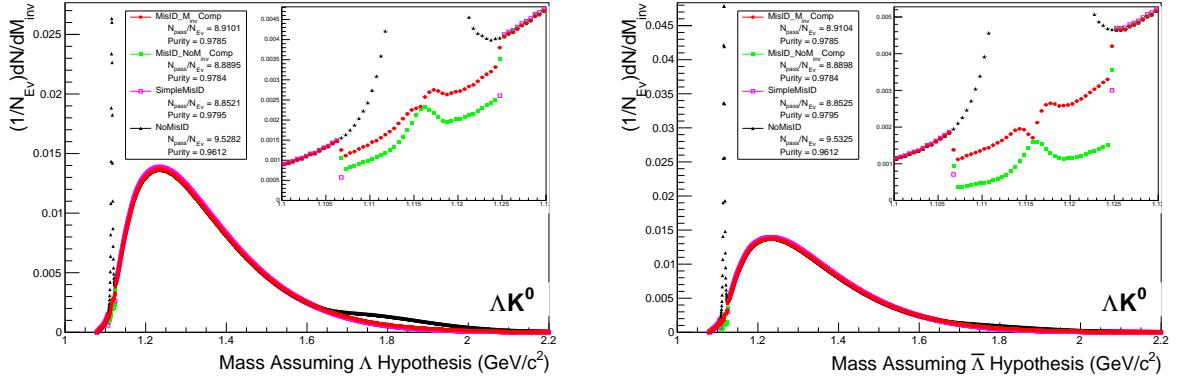 (1/N_Ev)dN/dM_inv
0.025
0.02
0.015
0.01
0.005
0
MisID_M_inv_Comp
N_pass/N_Ev = 8.9101
Purity = 0.9785
MisID_NoM_inv_Comp
N_pass/N_Ev = 8.8895
Purity = 0.9784
SimpleMisID
N_pass/N_Ev = 8.8521
Purity = 0.9795
NoMisID
N_pass/N_Ev = 9.5282
Purity = 0.9612
0.005
0.0045
0.004
0.0035
0.003
0.0025
0.002
0.0015
0.001
0.0005
0
1.105 1.11 1.115 1.12 1.125
ΛK⁰
1 1.2 1.4 1.6 1.8 2 2.2
Mass Assuming Λ Hypothesis (GeV/c²)
(1/N_Ev)dN/dM_inv
0.045
0.04
0.035
0.03
0.025
0.02
0.015
0.01
0.005
0
MisID_M_inv_Comp
N_pass/N_Ev = 8.9104
Purity = 0.9785
MisID_NoM_inv_Comp
N_pass/N_Ev = 8.8898
Purity = 0.9784
SimpleMisID
N_pass/N_Ev = 8.8525
Purity = 0.9795
NoMisID
N_pass/N_Ev = 9.5325
Purity = 0.9612
0.005
0.004
0.003
0.002
0.001
0
1.105 1.11 1.115 1.12 1.125
ΛK⁰
1 1.2 1.4 1.6 1.8 2 2.2
Mass Assuming Λ̅ Hypothesis (GeV/c²)